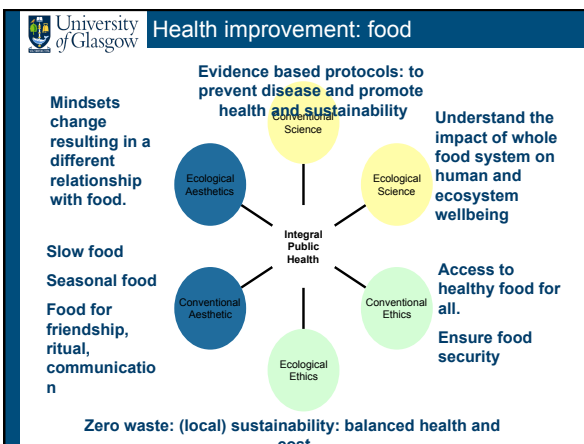 University
of Glasgow
Health improvement: food
Evidence based protocols: to
prevent disease and promote
health and sustainability
Conventional
Science
Mindsets
change
resulting in a
different
relationship
with food.
Ecological
Aesthetics
Ecological
Science
Understand the
impact of whole
food system on
human and
ecosystem
wellbeing
Integral
Public
Health
Slow food
Seasonal food
Food for
friendship,
ritual,
communicatio
n
Conventional
Aesthetic
Conventional
Ethics
Access to
healthy food for
all.
Ensure food
security
Ecological
Ethics
Zero waste: (local) sustainability: balanced health and
cost